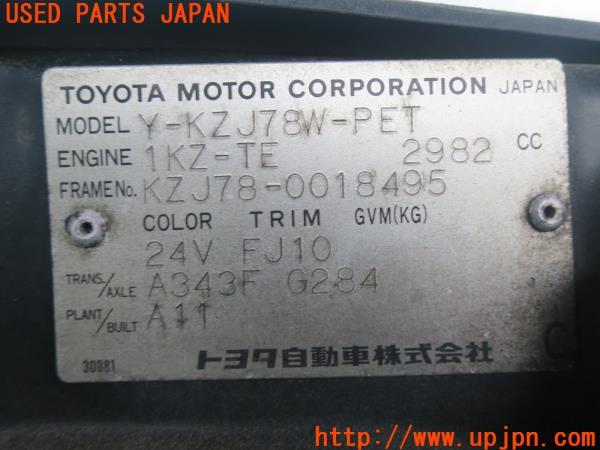 USED PARTS JAPAN
TOYOTA MOTOR CORPORATION JAPAN
MODEL Y-KZJ78W-PET
ENGINE 1KZ-TE 2982 CC
FRAME No. KZJ78-0018495
COLOR TRIM GVM(KG)
24V FJ10
TRANS./AXLE A343F G284
PLANT/BUILT A11
C
30881 トヨタ自動車株式会社
U-PARTS
http://www.upjpn.com